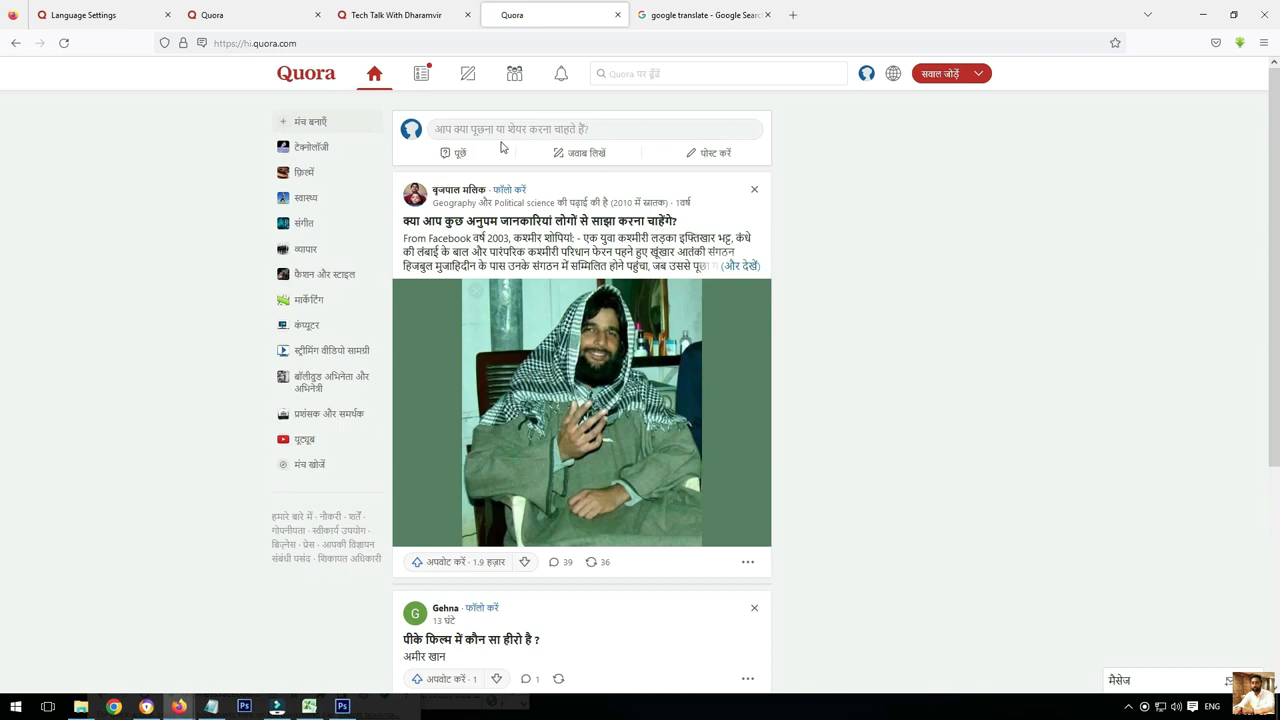 Language Settings
Quora
Tech Talk With Dharamvir
Quora
google translate - Google Sear
https://hi.quora.com
Quora
Quora पर ढूँढें
सवाल जोड़ें
मंच बनाएँ
टेक्नोलॉजी
फ़िल्में
स्वास्थ्य
संगीत
व्यापार
फ़ैशन और स्टाइल
मार्केटिंग
कंप्यूटर
स्ट्रीमिंग वीडियो सामग्री
बॉलीवुड अभिनेता और
अभिनेत्री
प्रशंसक और समर्थक
यूट्यूब
मंच खोजें
हमारे बारे में · नौकरी · शर्तें ·
गोपनीयता · स्वीकार्य उपयोग ·
बिज़नेस · प्रेस · आपकी विज्ञापन
संबंधी पसंद · शिकायत अधिकारी
आप क्या पूछना या शेयर करना चाहते हैं?
पूछें
जवाब लिखें
पोस्ट करें
बृजपाल मलिक · फॉलो करें
Geography और Political science की पढ़ाई की है (2010 में स्नातक) · 1वर्ष
क्या आप कुछ अनुपम जानकारियां लोगों से साझा करना चाहेंगे?
From Facebook वर्ष 2003, कश्मीर शोपियां: - एक युवा कश्मीरी लड़का इफ्तिखार भट्ट, कंधे
की लंबाई के बाल और पारंपरिक कश्मीरी परिधान फेरन पहने हुए खूंखार आतंकी संगठन
हिजबुल मुजाहिदीन के पास उनके संगठन में सम्मिलित होने पहुंचा, जब उससे पूछा (और देखें)
अपवोट करें · 1.9 हज़ार
39
36
G
Gehna · फॉलो करें
13 घंटे
पीके फिल्म में कौन सा हीरो है ?
अमीर खान
अपवोट करें · 1
1
मैसेज
ENG